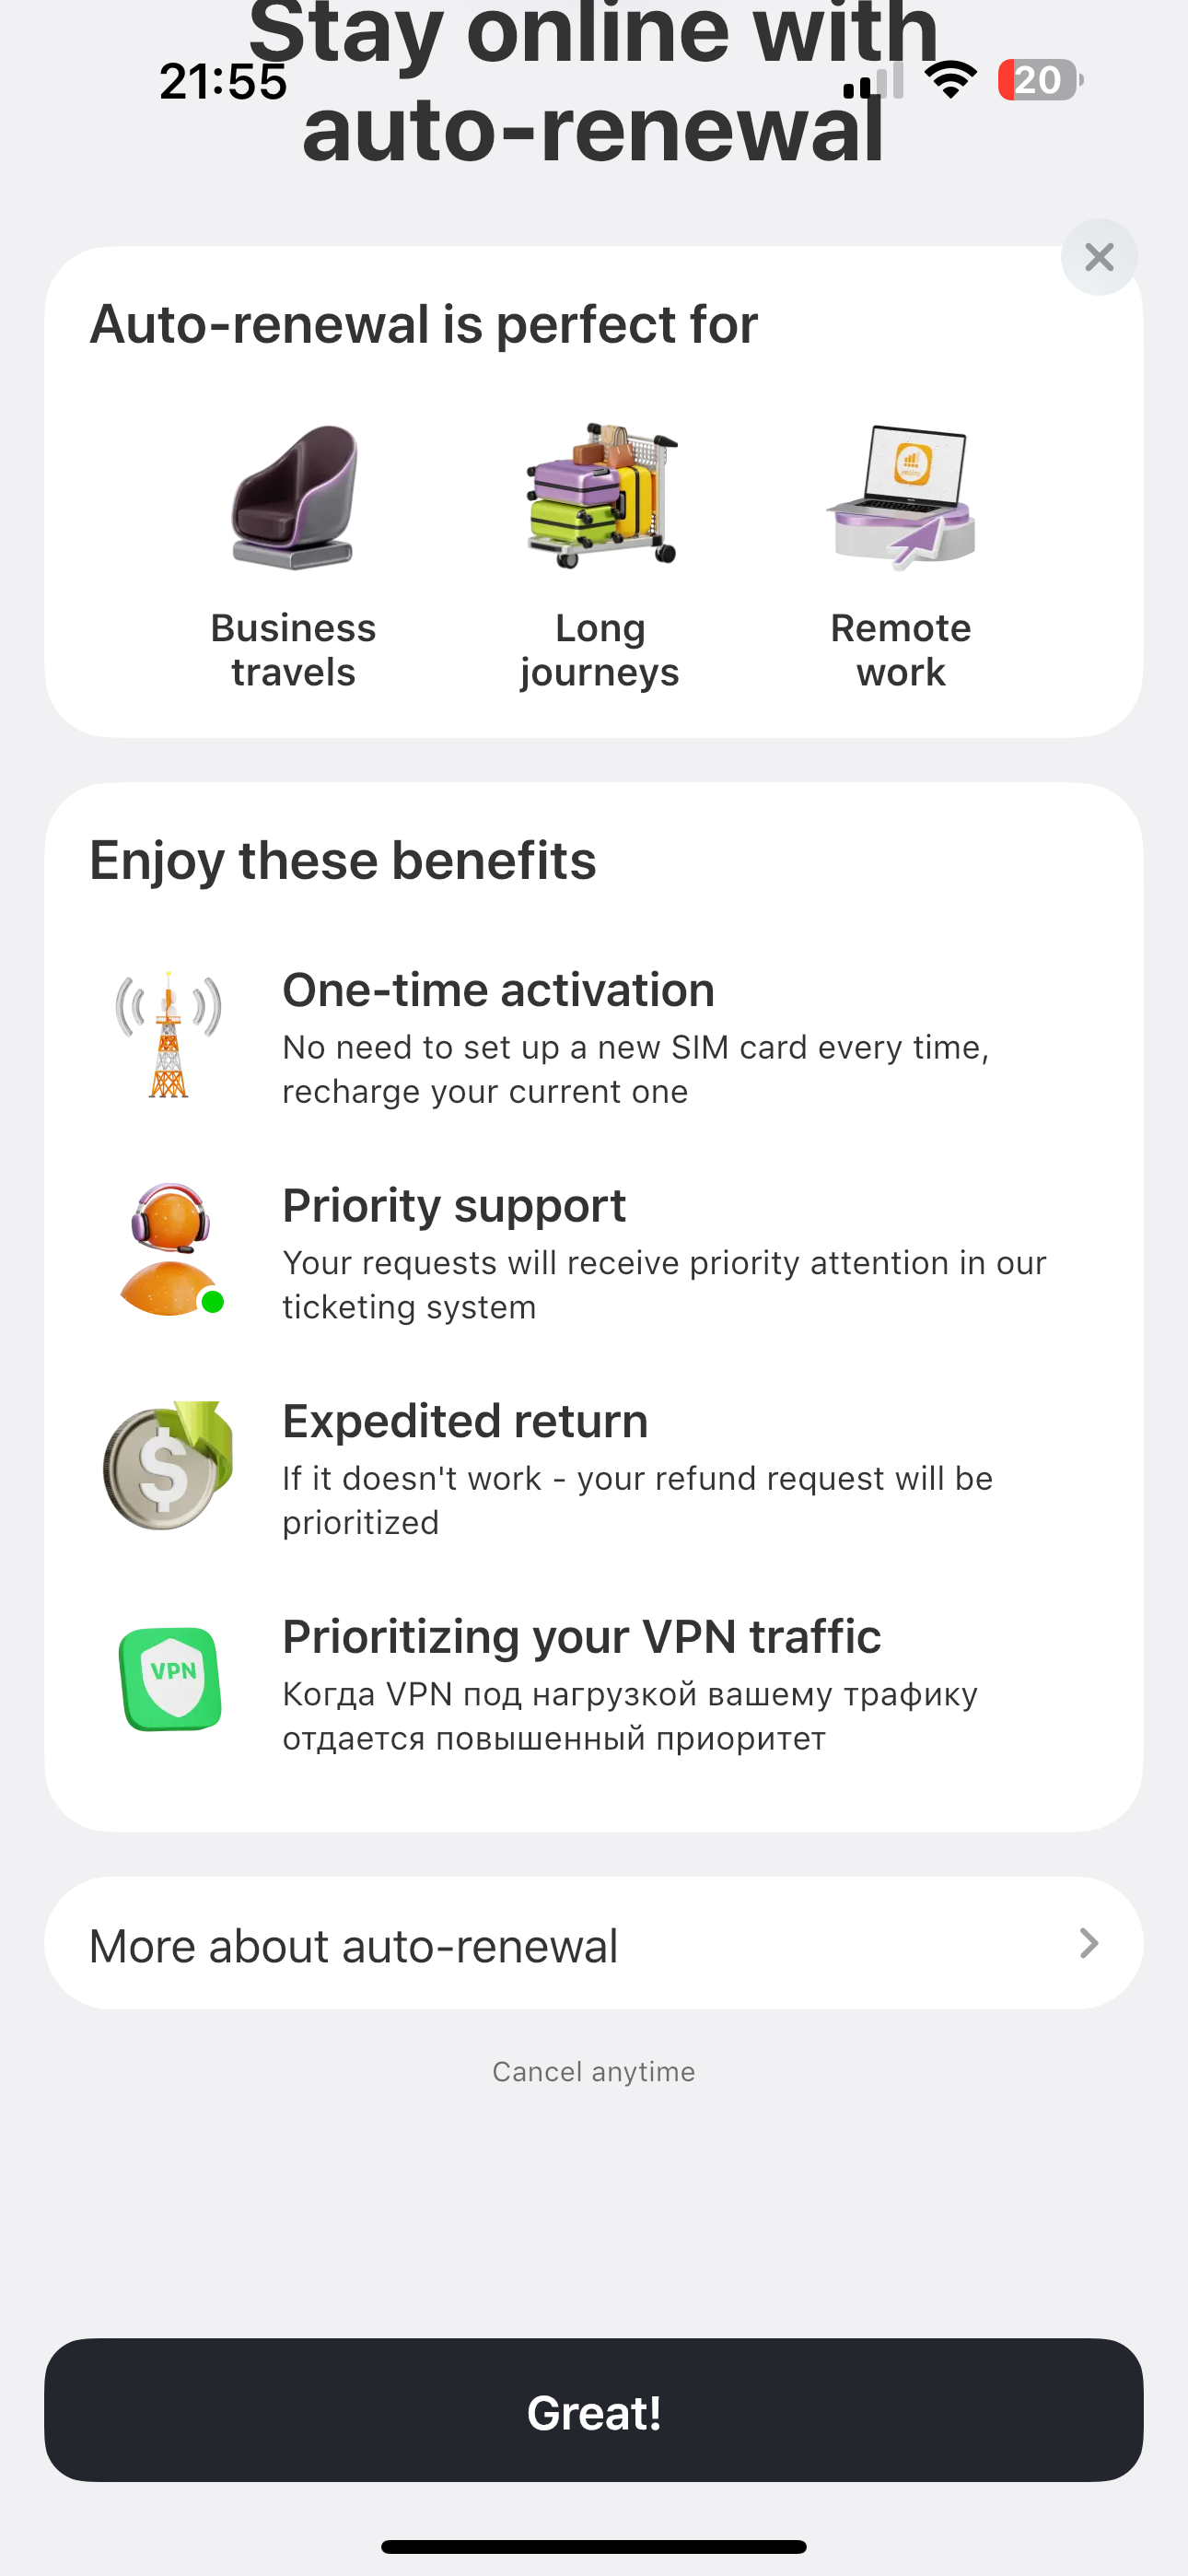 Stay online with
auto-renewal
21:55
20
Auto-renewal is perfect for
Business
travels
Long
journeys
Remote
work
Enjoy these benefits
One-time activation
No need to set up a new SIM card every time,
recharge your current one
Priority support
Your requests will receive priority attention in our
ticketing system
$
Expedited return
If it doesn't work - your refund request will be
prioritized
VPN
Prioritizing your VPN traffic
Когда VPN под нагрузкой вашему трафику
отдается повышенный приоритет
More about auto-renewal
Cancel anytime
Great!